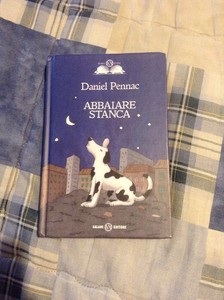 Daniel Pennac
ABBAIARE
STANCA
SALANI EDITORE